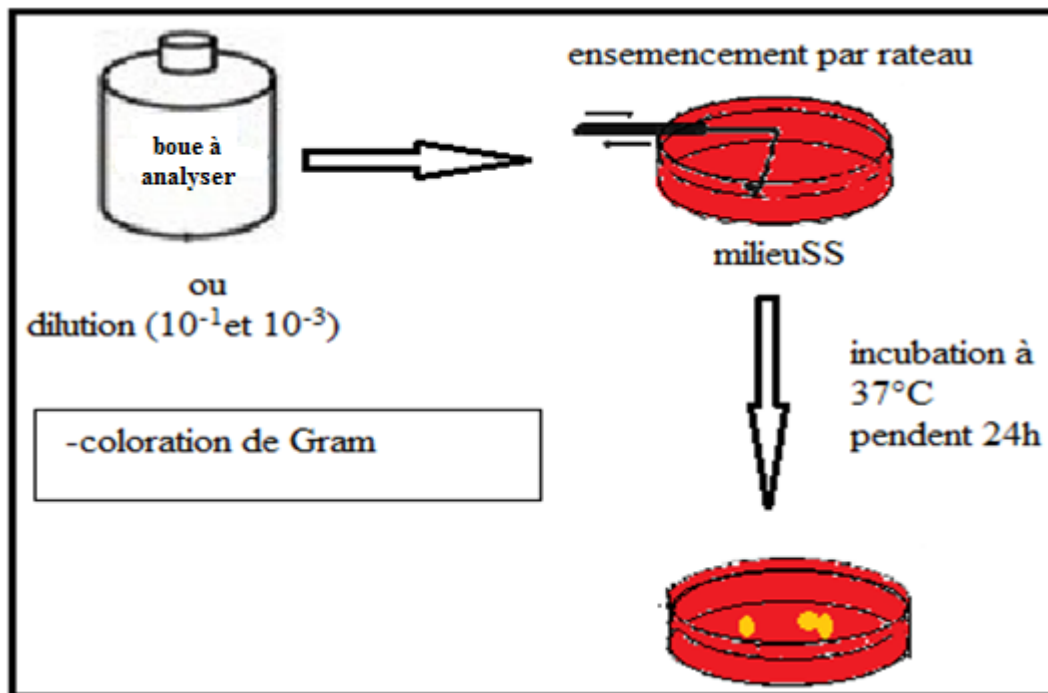 boue à
analyser
ou
dilution (10⁻¹et 10⁻³)
ensemencement par rateau
milieuSS
incubation à
37°C
pendent 24h
-coloration de Gram